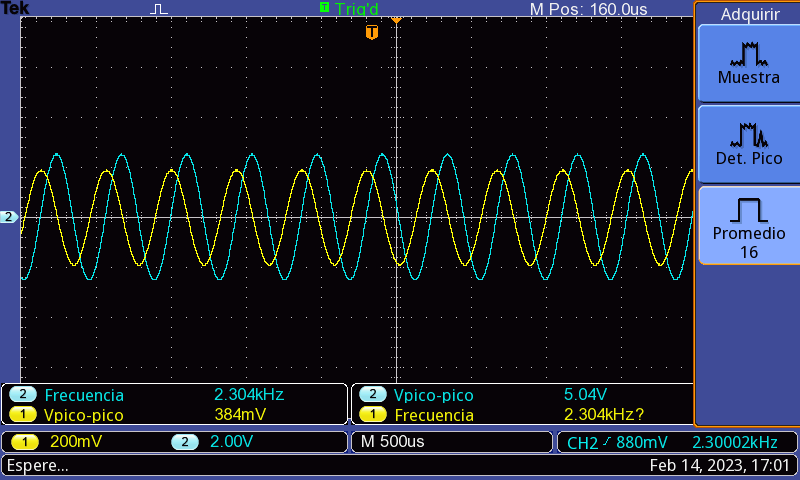 Tek Trig'd M Pos: 160.0us Adquirir
T
T
Muestra
Det. Pico
Promedio
16
2
2 Frecuencia 2.304kHz 2 Vpico-pico 5.04V
1 Vpico-pico 384mV 1 Frecuencia 2.304kHz?
1 200mV 2 2.00V M 500us CH2 880mV 2.30002kHz
Espere... Feb 14, 2023, 17:01